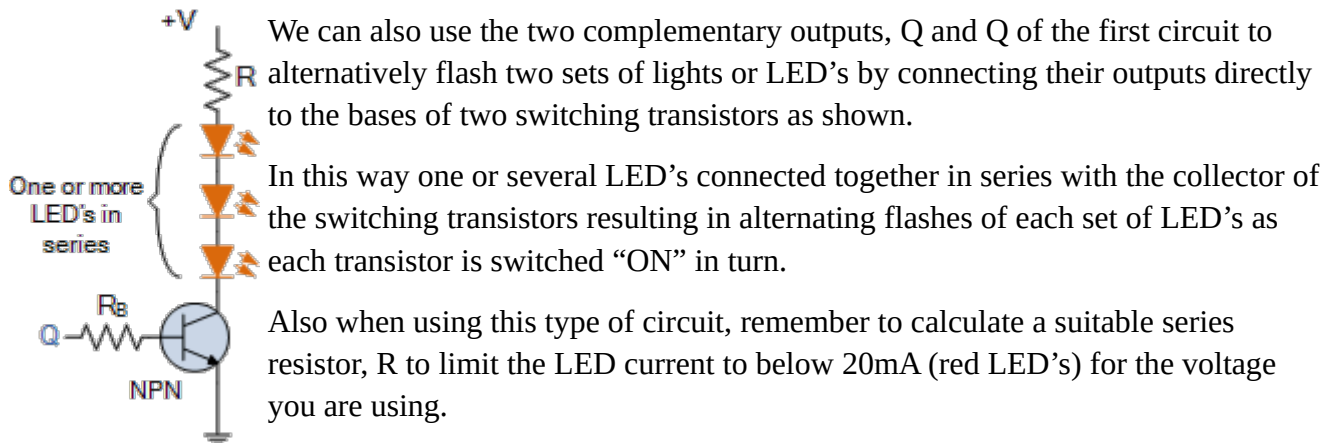 +V
R
One or more
LED's in
series
RB
Q
NPN
We can also use the two complementary outputs, Q and Q of the first circuit to
alternatively flash two sets of lights or LED’s by connecting their outputs directly
to the bases of two switching transistors as shown.
In this way one or several LED’s connected together in series with the collector of
the switching transistors resulting in alternating flashes of each set of LED’s as
each transistor is switched “ON” in turn.
Also when using this type of circuit, remember to calculate a suitable series
resistor, R to limit the LED current to below 20mA (red LED’s) for the voltage
you are using.